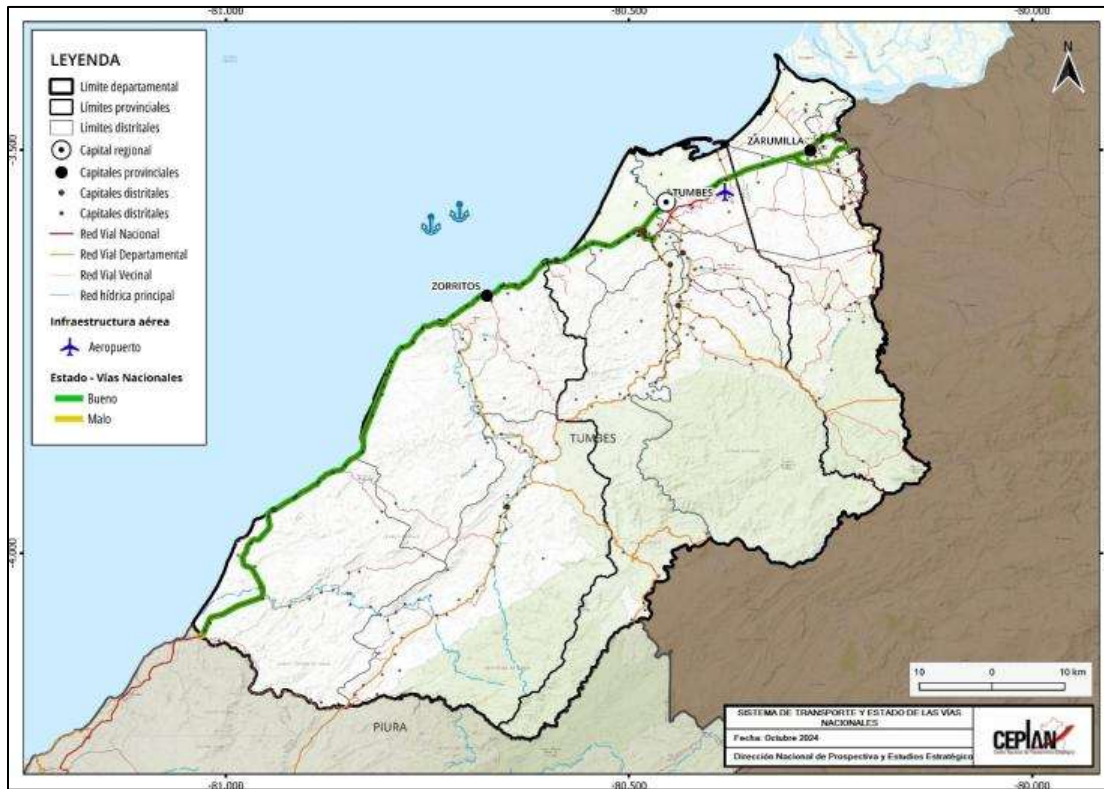 -81.000
-80.500
-80.000
LEYENDA
Límite departamental
Límites provinciales
Límites distritales
Capital regional
Capitales provinciales
Capitales distritales
Capitales distritales
Red Vial Nacional
Red Vial Departamental
Red Vial Vecinal
Red hídrica principal
Infraestructura aérea
Aeropuerto
Estado - Vías Nacionales
Bueno
Malo
N
-3.500
-4.000
ZARUMILLA
TUMBES
ZORRITOS
TUMBES
PIURA
10 0 10 km
SISTEMA DE TRANSPORTE Y ESTADO DE LAS VÍAS
NACIONALES
Fecha: Octubre 2024
Dirección Nacional de Prospectiva y Estudios Estratégico
CEPLAN
-81.000
-80.500
-80.000